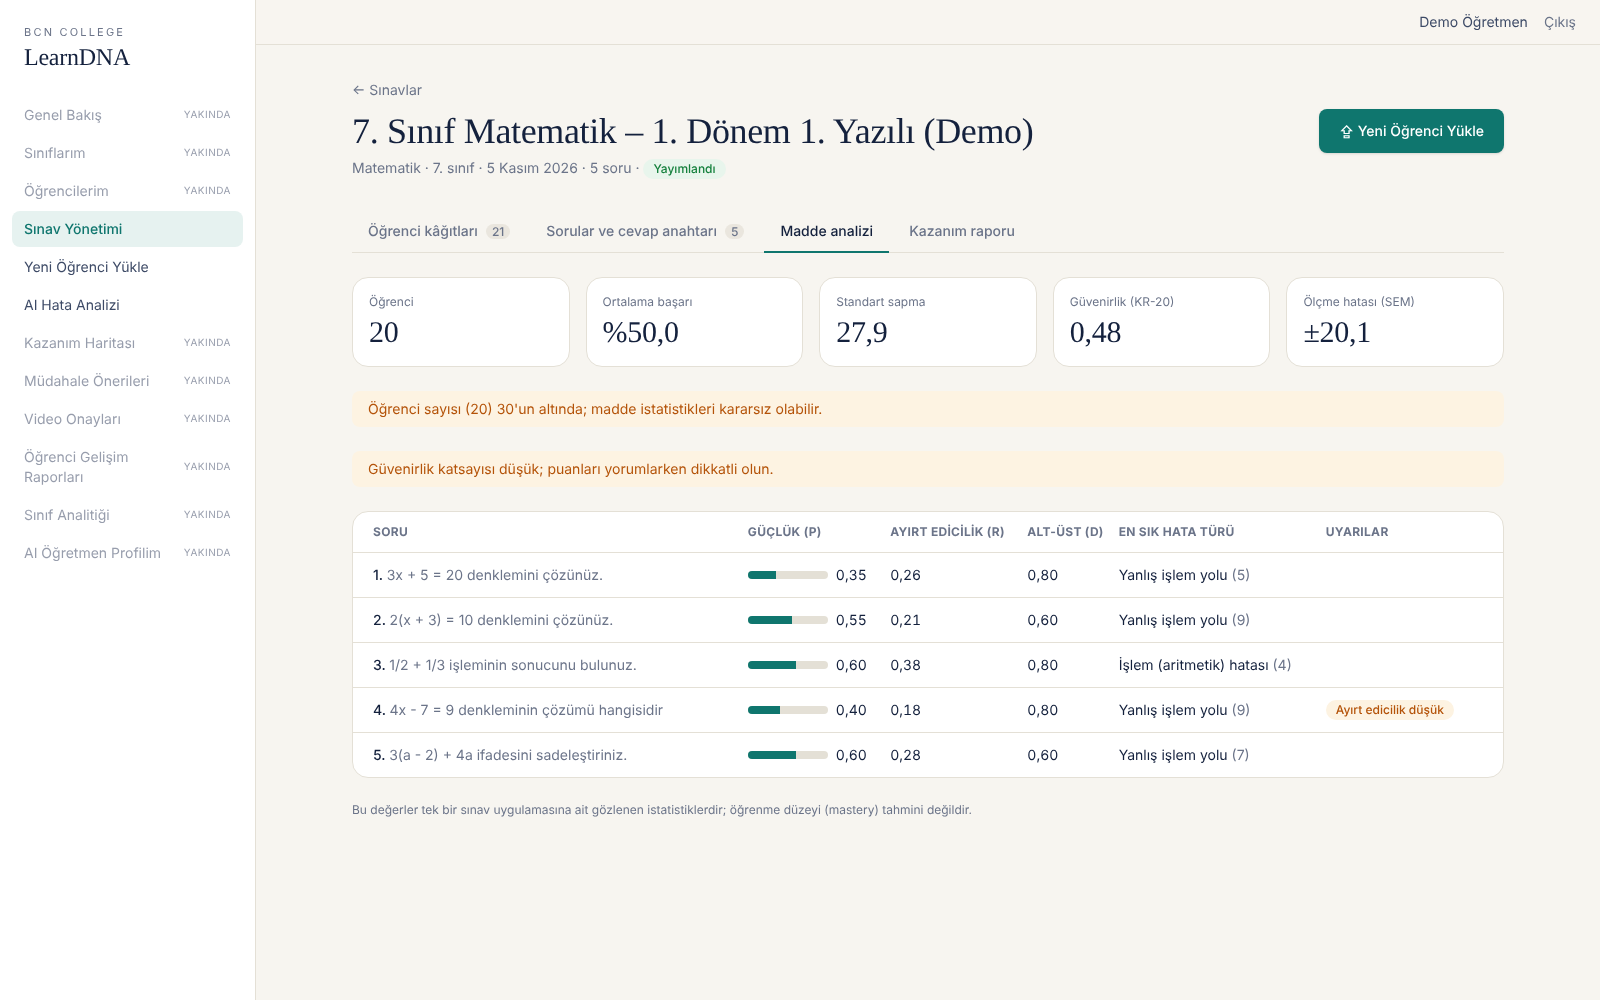 BCN COLLEGE
LearnDNA
Genel Bakış YAKINDA
Sınıflarım YAKINDA
Öğrencilerim YAKINDA
Sınav Yönetimi
Yeni Öğrenci Yükle
AI Hata Analizi
Kazanım Haritası YAKINDA
Müdahale Önerileri YAKINDA
Video Onayları YAKINDA
Öğrenci Gelişim
Raporları YAKINDA
Sınıf Analitiği YAKINDA
AI Öğretmen Profilim YAKINDA
Demo Öğretmen Çıkış
← Sınavlar
7. Sınıf Matematik – 1. Dönem 1. Yazılı (Demo)
Matematik · 7. sınıf · 5 Kasım 2026 · 5 soru · Yayımlandı
⇪ Yeni Öğrenci Yükle
Öğrenci kâğıtları 21 Sorular ve cevap anahtarı 5 Madde analizi Kazanım raporu
Öğrenci
20
Ortalama başarı
%50,0
Standart sapma
27,9
Güvenirlik (KR-20)
0,48
Ölçme hatası (SEM)
±20,1
Öğrenci sayısı (20) 30'un altında; madde istatistikleri kararsız olabilir.
Güvenirlik katsayısı düşük; puanları yorumlarken dikkatli olun.
SORU GÜÇLÜK (P) AYIRT EDİCİLİK (R) ALT-ÜST (D) EN SIK HATA TÜRÜ UYARILAR
1. 3x + 5 = 20 denklemini çözünüz. 0,35 0,26 0,80 Yanlış işlem yolu (5)
2. 2(x + 3) = 10 denklemini çözünüz. 0,55 0,21 0,60 Yanlış işlem yolu (9)
3. 1/2 + 1/3 işleminin sonucunu bulunuz. 0,60 0,38 0,80 İşlem (aritmetik) hatası (4)
4. 4x - 7 = 9 denkleminin çözümü hangisidir 0,40 0,18 0,80 Yanlış işlem yolu (9) Ayırt edicilik düşük
5. 3(a - 2) + 4a ifadesini sadeleştiriniz. 0,60 0,28 0,60 Yanlış işlem yolu (7)
Bu değerler tek bir sınav uygulamasına ait gözlenen istatistiklerdir; öğrenme düzeyi (mastery) tahmini değildir.